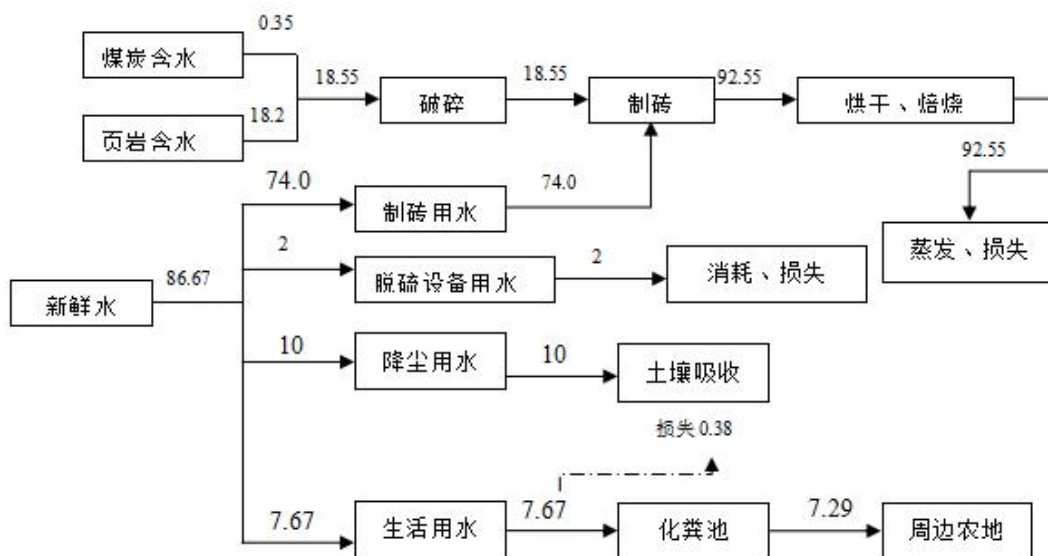 0.35
煤炭含水
18.55
18.55
92.55
破碎
制砖
烘干、焙烧
18.2
页岩含水
92.55
74.0
74.0
制砖用水
蒸发、损失
2
2
脱硫设备用水
消耗、损失
86.67
新鲜水
10
10
降尘用水
土壤吸收
损失 0.38
7.67
7.67
7.29
生活用水
化粪池
周边农地